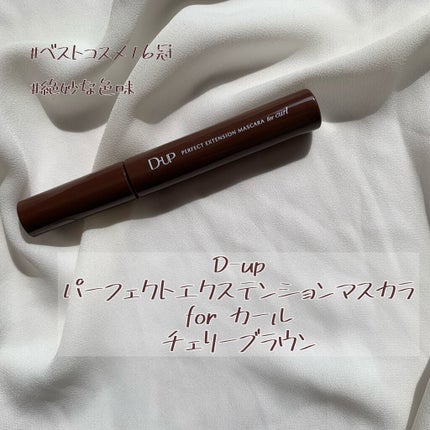 #ベストコスメ16冠
#絶妙な色味
D-UP PERFECT EXTENSION MASCARA for curl
D-up
パーフェクトエクステンションマスカラ
for カール
チェリーブラウン